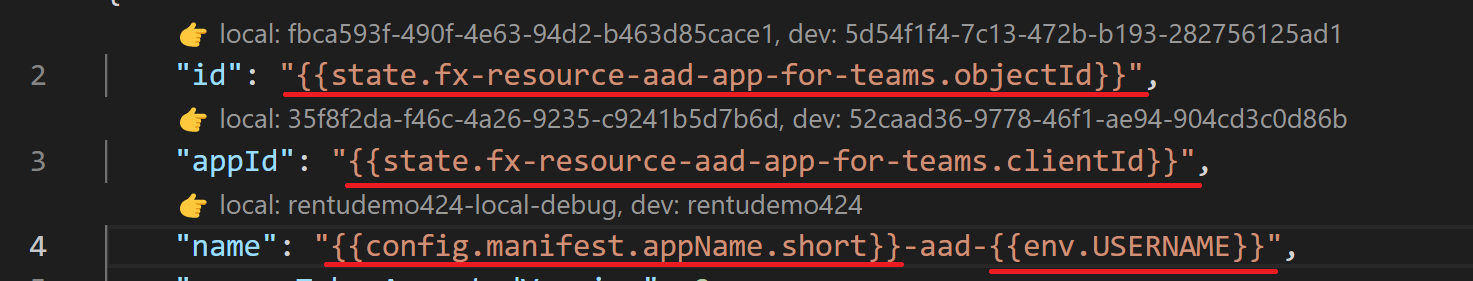 {
👉 local: fbca593f-490f-4e63-94d2-b463d85cace1, dev: 5d54f1f4-7c13-472b-b193-282756125ad1
2 "id": "{{state.fx-resource-aad-app-for-teams.objectId}}",
👉 local: 35f8f2da-f46c-4a26-9235-c9241b5d7b6d, dev: 52caad36-9778-46f1-ae94-904cd3c0d86b
3 "appId": "{{state.fx-resource-aad-app-for-teams.clientId}}",
👉 local: rentudemo424-local-debug, dev: rentudemo424
4 "name": "{{config.manifest.appName.short}}-aad-{{env.USERNAME}}",